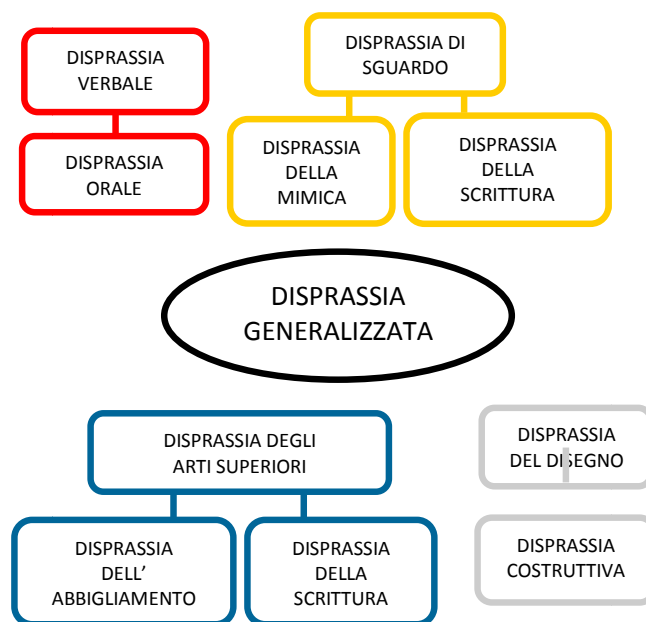 DISPRASSIA
VERBALE
DISPRASSIA
ORALE
DISPRASSIA DI
SGUARDO
DISPRASSIA
DELLA
MIMICA
DISPRASSIA
DELLA
SCRITTURA
DISPRASSIA
GENERALIZZATA
DISPRASSIA DEGLI
ARTI SUPERIORI
DISPRASSIA
DELL'
ABBIGLIAMENTO
DISPRASSIA
DELLA
SCRITTURA
DISPRASSIA
DEL DISEGNO
DISPRASSIA
COSTRUTTIVA